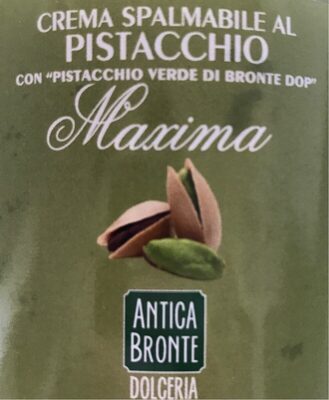 CREMA SPALMABILE AL
PISTACCHIO
CON "PISTACCHIO VERDE DI BRONTE DOP"
Maxima
ANTICA
BRONTE
DOLCERIA